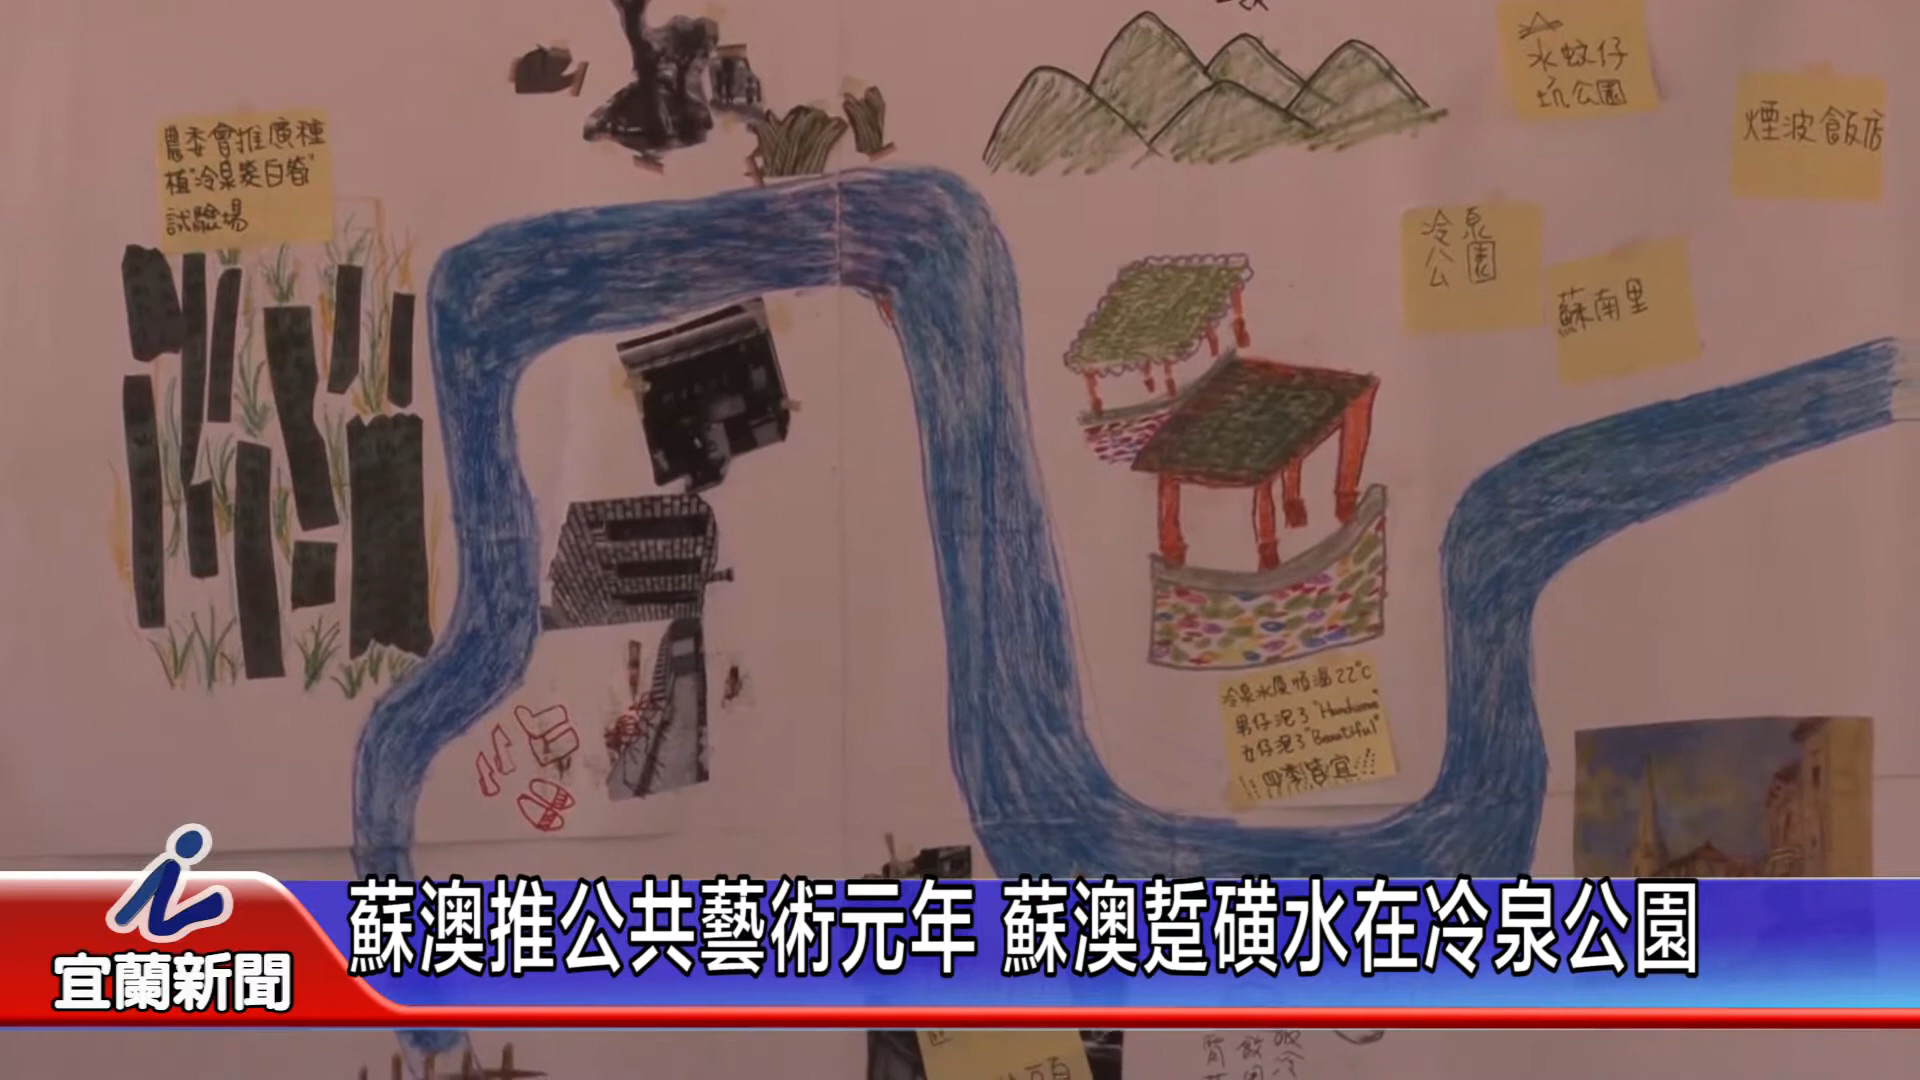 水蚊仔
坑公園
煙波飯店
農委會推廣種
植"冷泉茭白筍"
試驗場
冷泉
公園
蘇南里
冷泉水度恆溫22°C
男仔泡了"Handsome"
女仔泡了"Beautiful"
四季皆宜
蘇澳推公共藝術元年 蘇澳踅磺水在冷泉公園
宜蘭新聞